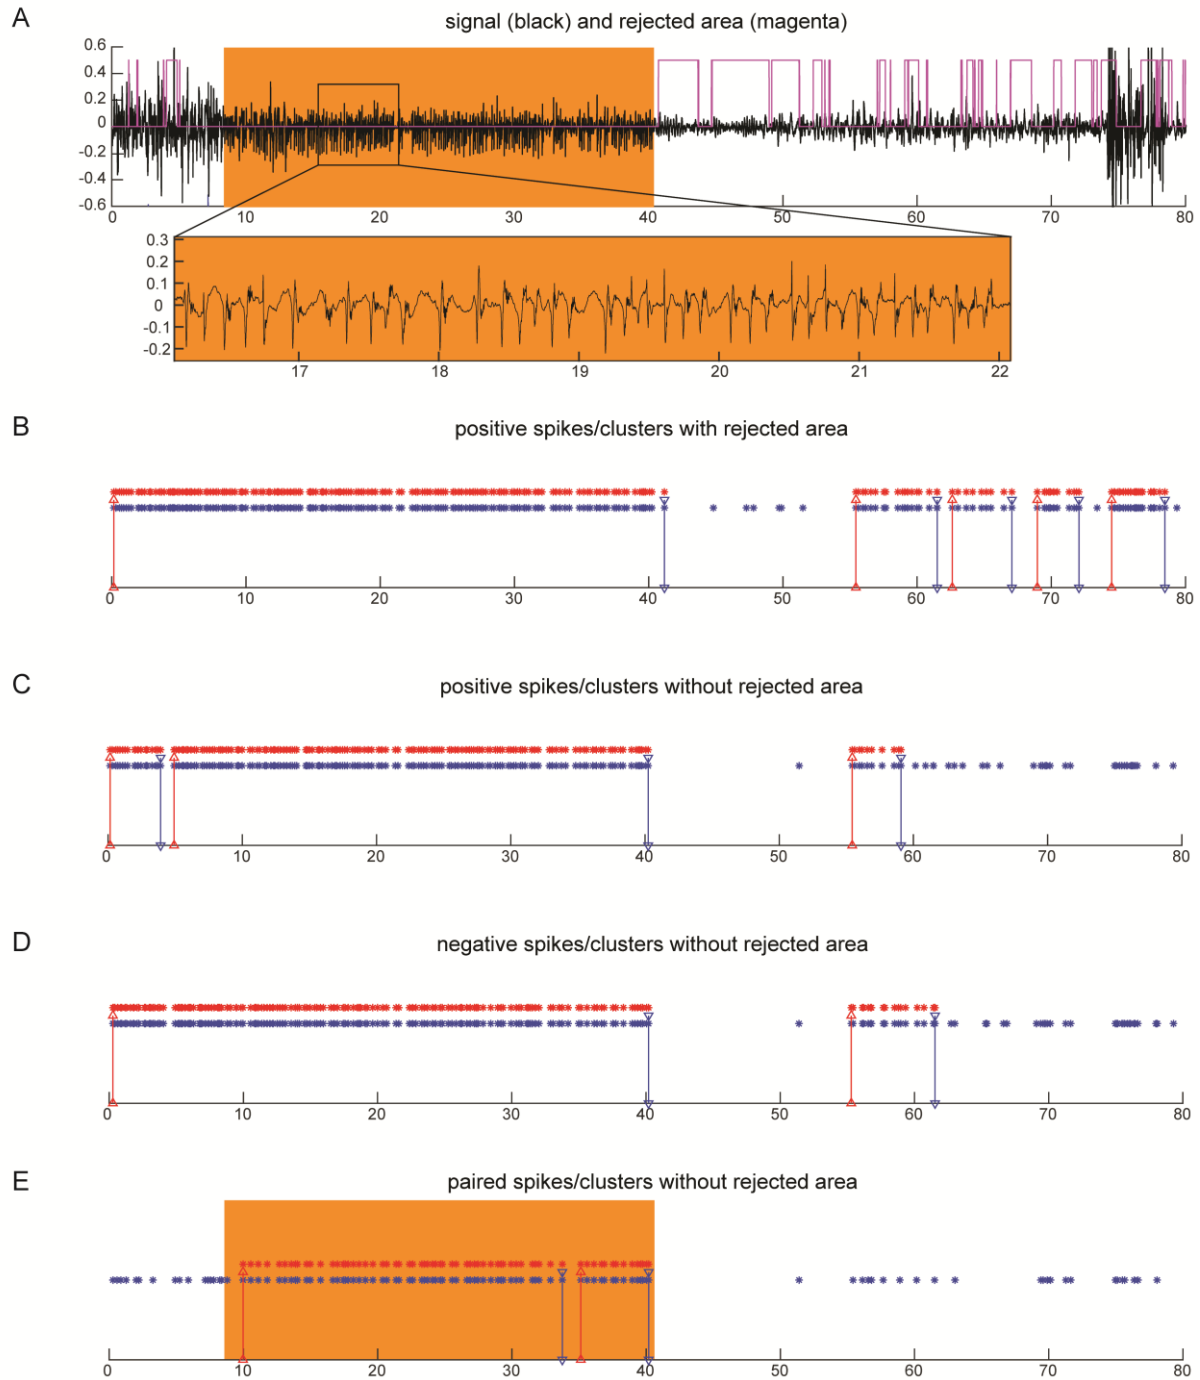 A
signal (black) and rejected area (magenta)
0.6
0.4
0.2
0
-0.2
-0.4
-0.6
0 10 20 30 40 50 60 70 80
0.3
0.2
0.1
0
-0.1
-0.2
17 18 19 20 21 22
B
positive spikes/clusters with rejected area
0 10 20 30 40 50 60 70 80
C
positive spikes/clusters without rejected area
0 10 20 30 40 50 60 70 80
D
negative spikes/clusters without rejected area
0 10 20 30 40 50 60 70 80
E
paired spikes/clusters without rejected area
0 10 20 30 40 50 60 70 80